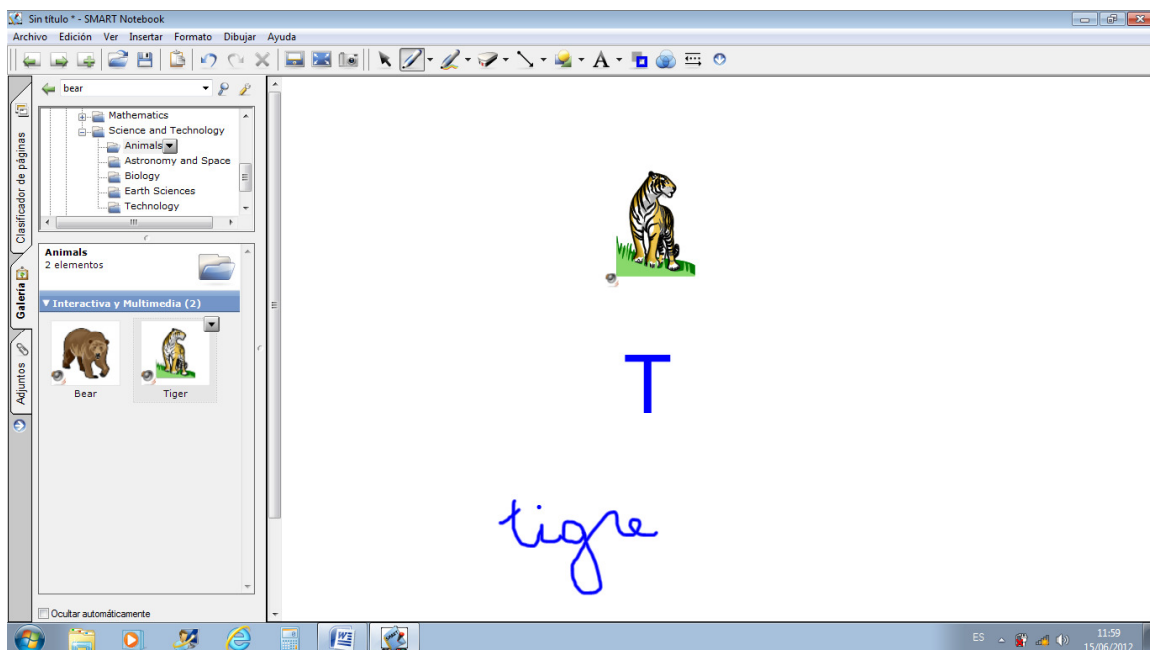 Sin título * - SMART Notebook
Archivo Edición Ver Insertar Formato Dibujar Ayuda
bear
Mathematics
Science and Technology
Animals
Astronomy and Space
Biology
Earth Sciences
Technology
Clasificador de páginas
Galería
Adjuntos
Animals
2 elementos
Interactiva y Multimedia (2)
Bear Tiger
Ocultar automáticamente
T
tigre
ES 11:59
15/06/2012